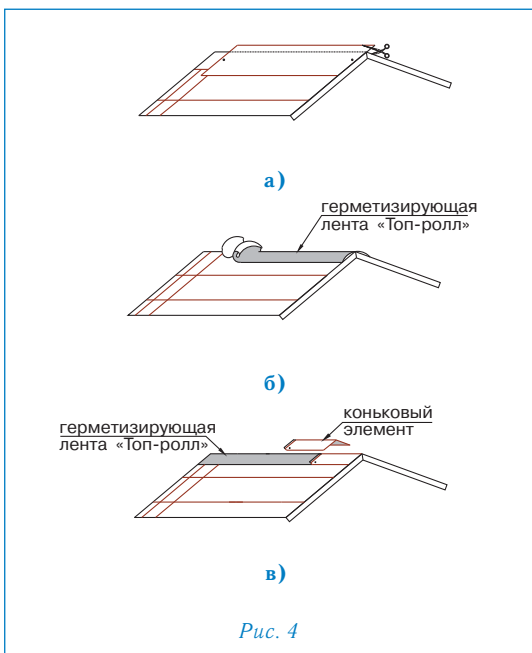 а)
герметизирующая
лента «Топ-ролл»
б)
герметизирующая
лента «Топ-ролл»
коньковый
элемент
в)
Рис. 4